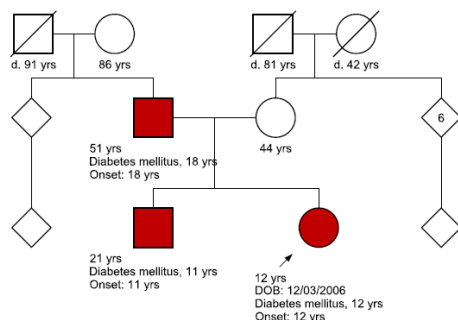 d. 91 yrs
86 yrs
d. 81 yrs
d. 42 yrs
6
51 yrs
Diabetes mellitus, 18 yrs
Onset: 18 yrs
44 yrs
21 yrs
Diabetes mellitus, 11 yrs
Onset: 11 yrs
12 yrs
DOB: 12/03/2006
Diabetes mellitus, 12 yrs
Onset: 12 yrs